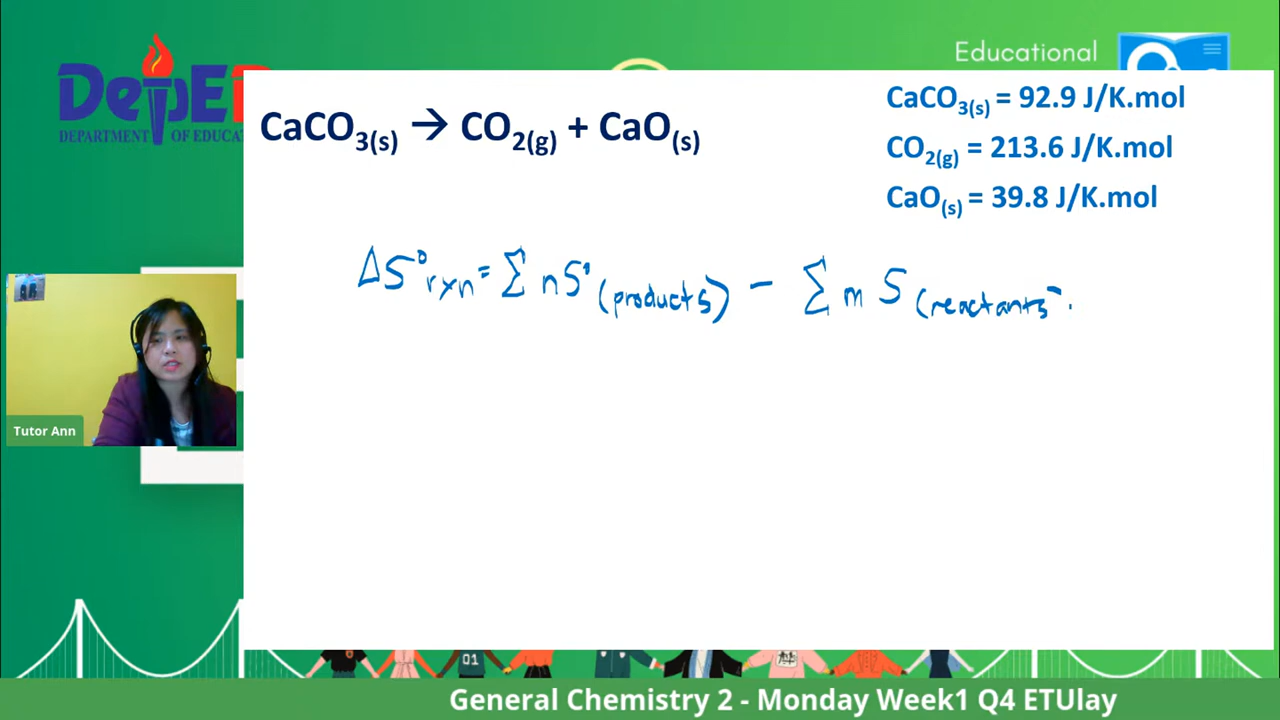 Educational
DepED
DEPARTMENT OF EDUCAT
CaCO3(s) → CO2(g) + CaO(s)
CaCO3(s) = 92.9 J/K.mol
CO2(g) = 213.6 J/K.mol
CaO(s) = 39.8 J/K.mol
ΔS°rxn = Σ nS°(products) - Σ m S (reactants
Tutor Ann
01
General Chemistry 2 - Monday Week1 Q4 ETUlay